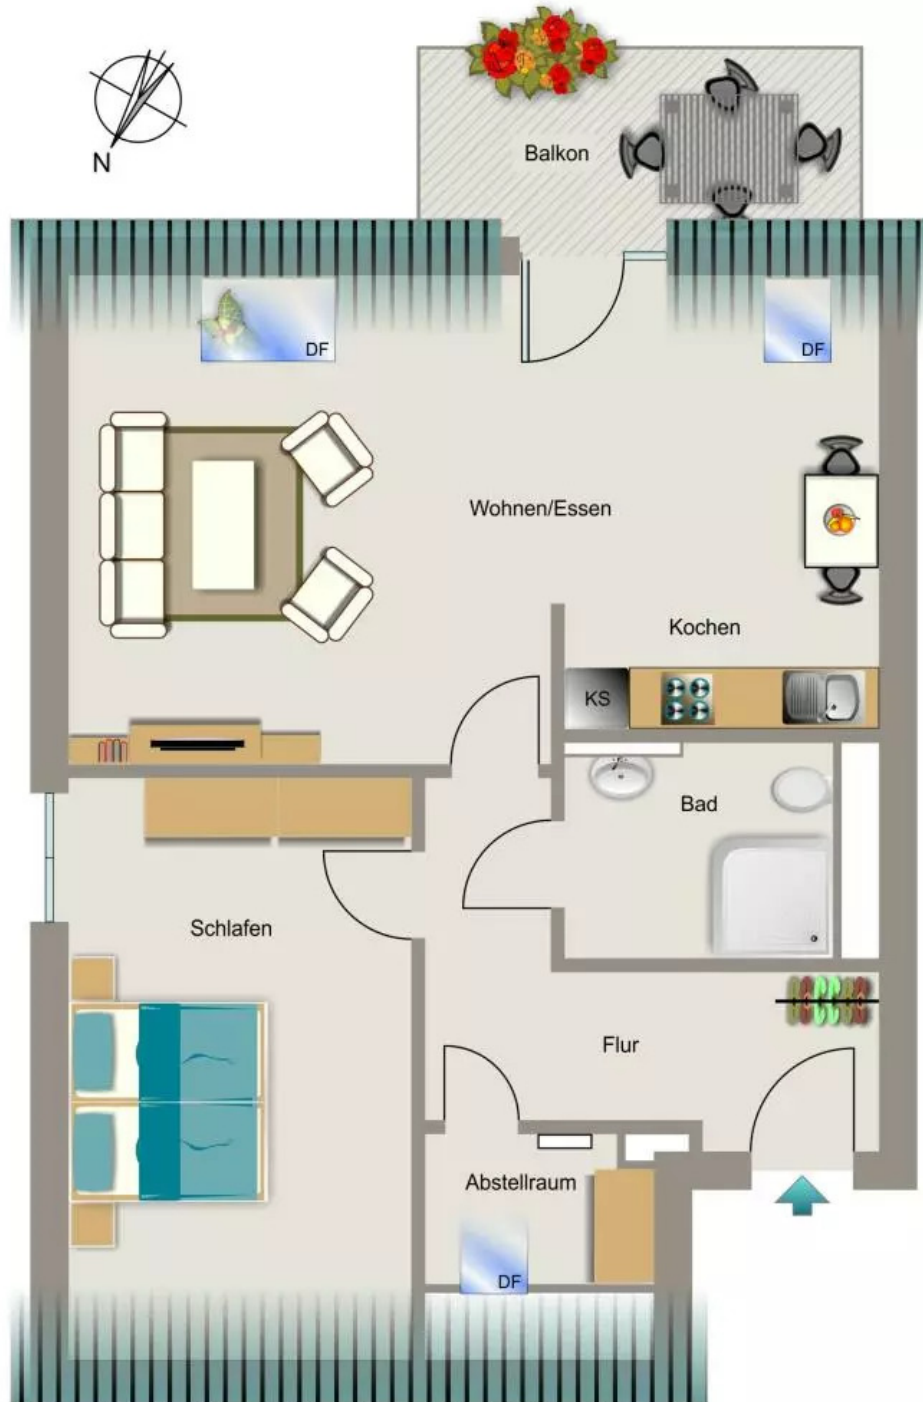 N
Balkon
DF
DF
Wohnen/Essen
Kochen
KS
Bad
Schlafen
Flur
Abstellraum
DF